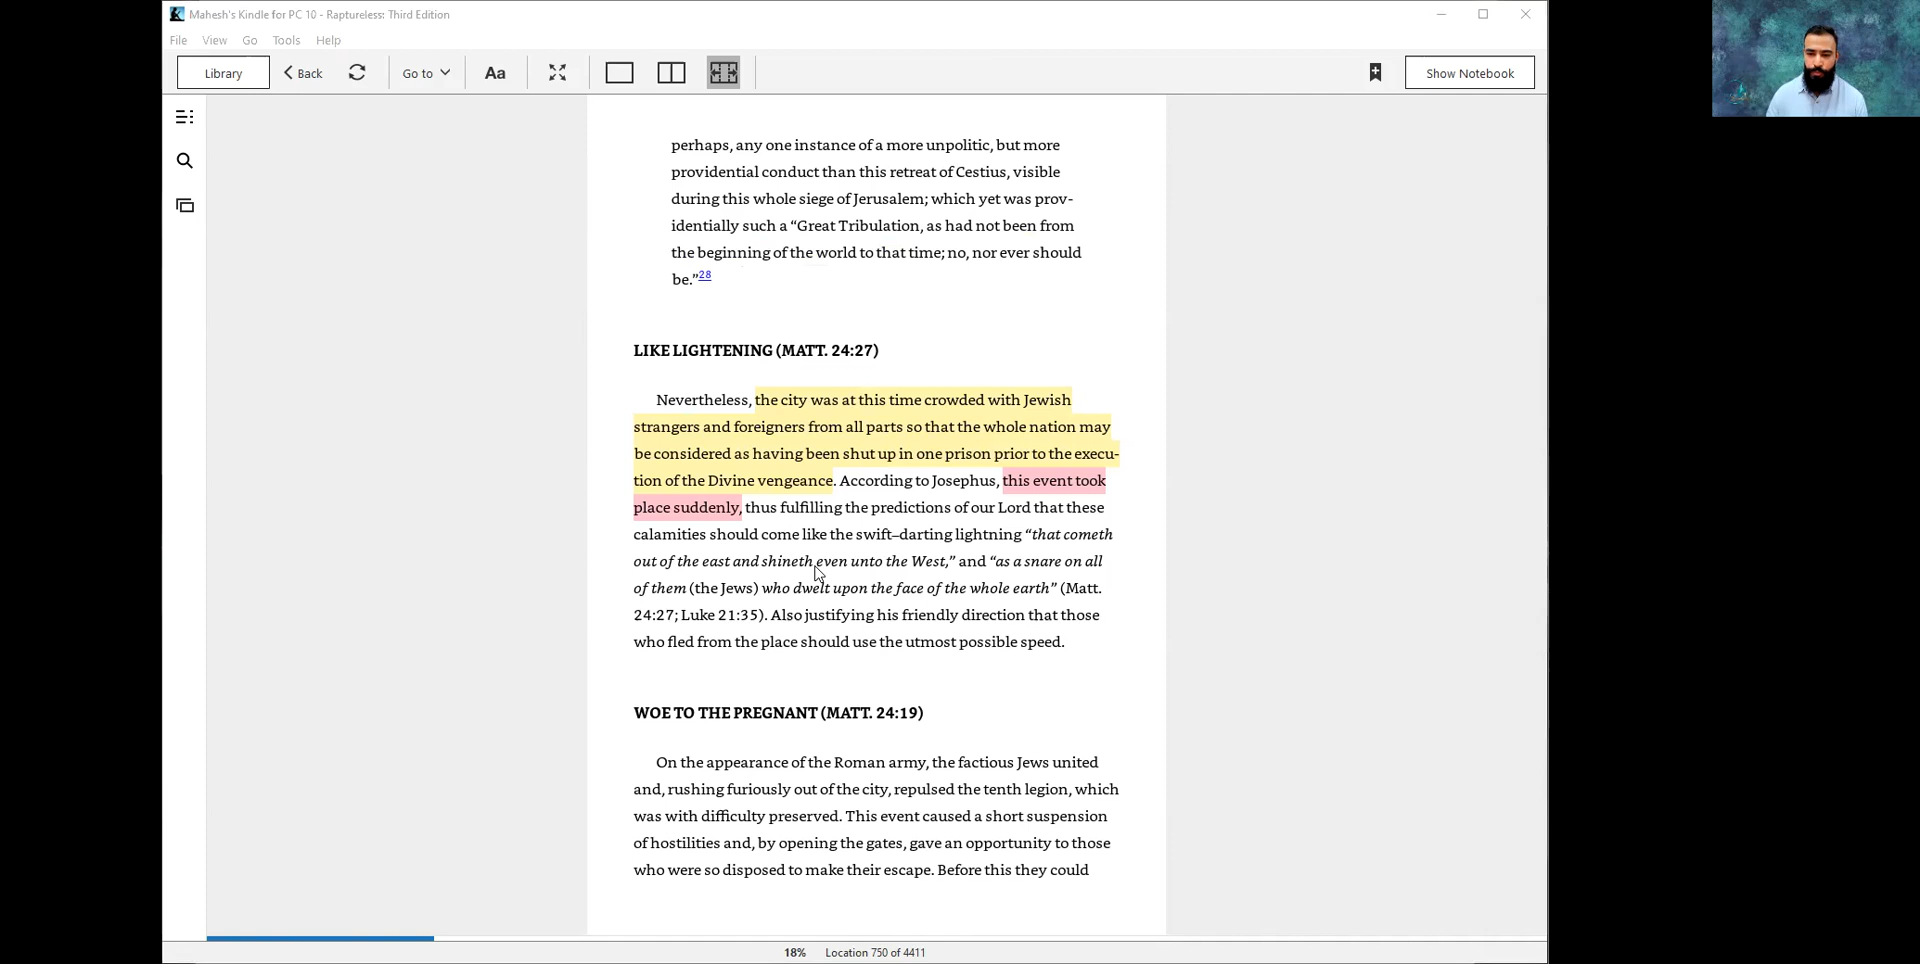 Mahesh's Kindle for PC 10 - Raptureless: Third Edition
File View Go Tools Help
Library Back Go to Aa Show Notebook
perhaps, any one instance of a more unpolitic, but more
providential conduct than this retreat of Cestius, visible
during this whole siege of Jerusalem; which yet was prov-
identially such a “Great Tribulation, as had not been from
the beginning of the world to that time; no, nor ever should
be.”28
LIKE LIGHTENING (MATT. 24:27)
Nevertheless, the city was at this time crowded with Jewish
strangers and foreigners from all parts so that the whole nation may
be considered as having been shut up in one prison prior to the execu-
tion of the Divine vengeance. According to Josephus, this event took
place suddenly, thus fulfilling the predictions of our Lord that these
calamities should come like the swift–darting lightning “that cometh
out of the east and shineth even unto the West,” and “as a snare on all
of them (the Jews) who dwelt upon the face of the whole earth” (Matt.
24:27; Luke 21:35). Also justifying his friendly direction that those
who fled from the place should use the utmost possible speed.
WOE TO THE PREGNANT (MATT. 24:19)
On the appearance of the Roman army, the factious Jews united
and, rushing furiously out of the city, repulsed the tenth legion, which
was with difficulty preserved. This event caused a short suspension
of hostilities and, by opening the gates, gave an opportunity to those
who were so disposed to make their escape. Before this they could
18% Location 750 of 4411